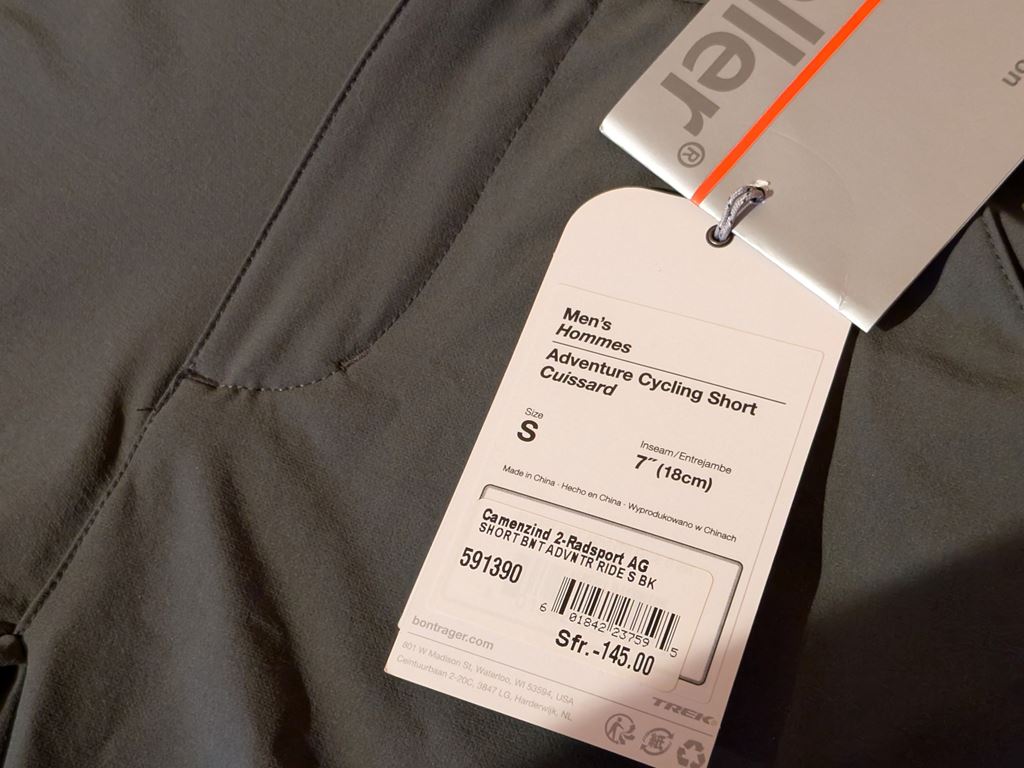 ller®
on
Men's
Hommes
Adventure Cycling Short
Cuissard
Size
S
Inseam/Entrejambe
7˝ (18cm)
Made in China · Hecho en China · Wyprodukowano w Chinach
Camenzind 2-Radsport AG
SHORT BNT ADVNTR RIDE S BK
591390
6 01842 23759 5
Sfr.-145.00
bontrager.com
801 W Madison St, Waterloo, WI 53594, USA
Ceintuurbaan 2-20C, 3847 LG, Harderwijk, NL
TREK®